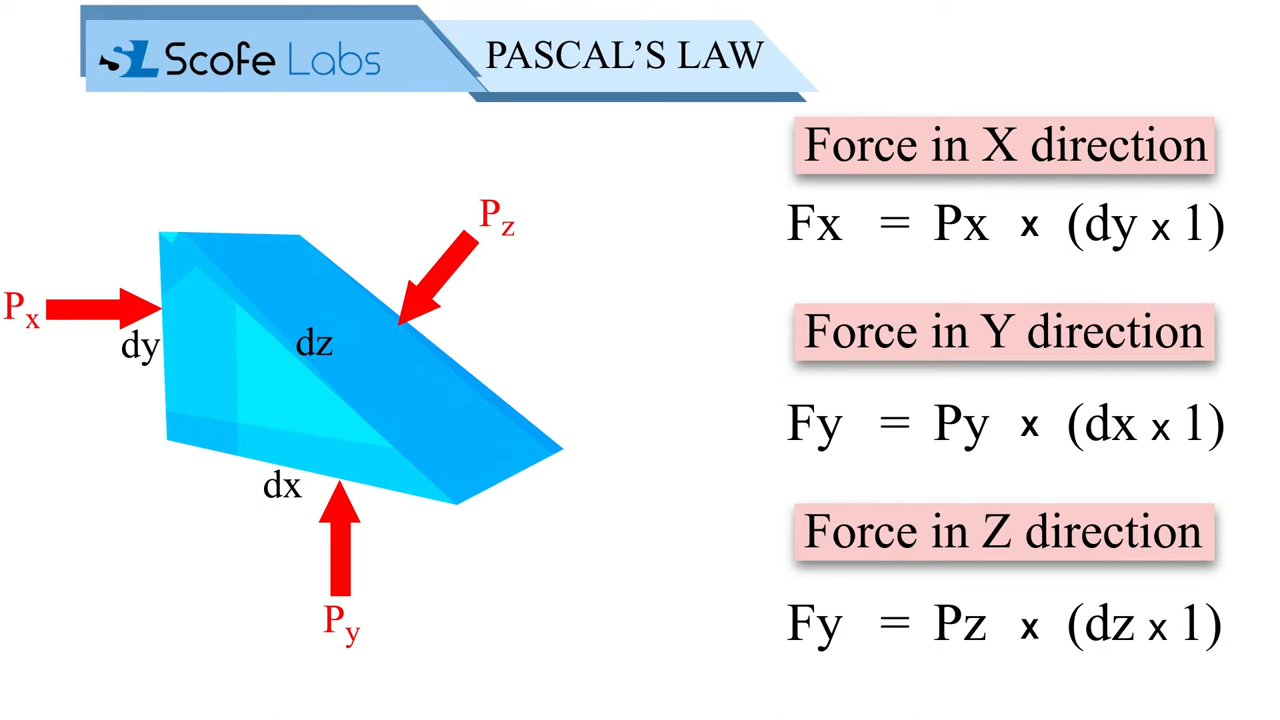 SL Scofe Labs
PASCAL’S LAW
Force in X direction
Fx = Px x (dy x 1)
Force in Y direction
Fy = Py x (dx x 1)
Force in Z direction
Fy = Pz x (dz x 1)
Pz
Px
dy
dz
dx
Py